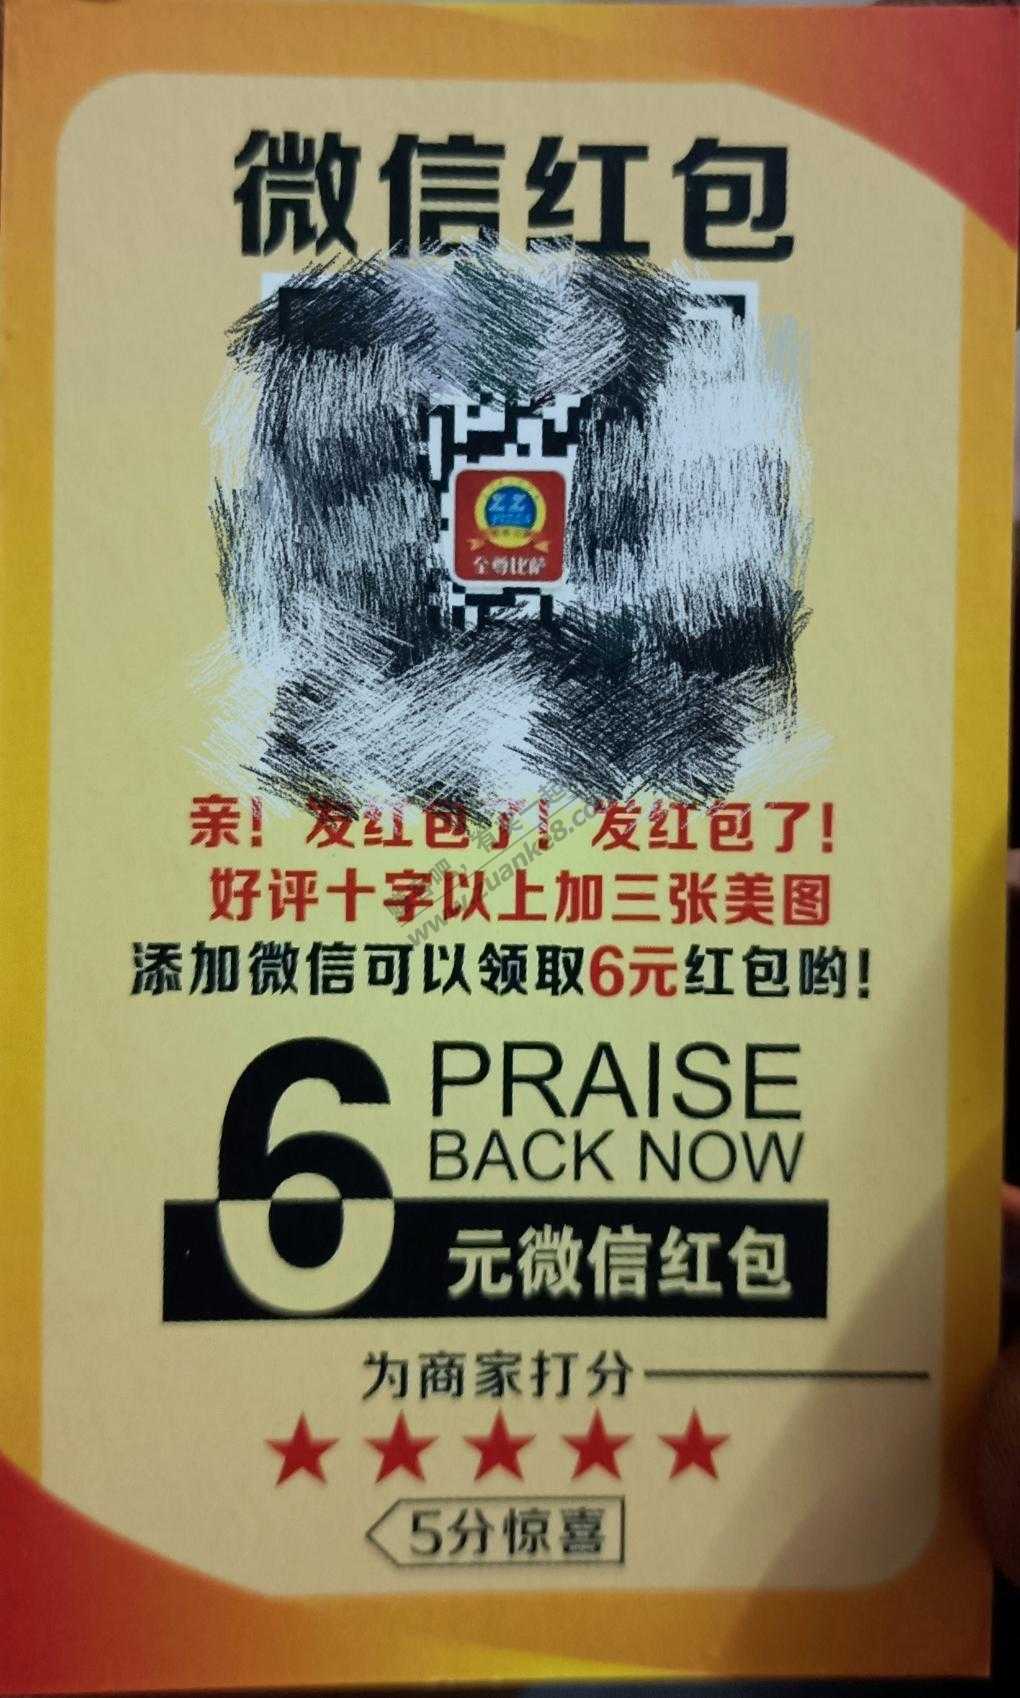 微信红包
至尊比萨
亲！发红包了！发红包了！
好评十字以上加三张美图
www.zuanke8.com
添加微信可以领取6元红包哟！
6
PRAISE
BACK NOW
元微信红包
为商家打分
5分惊喜